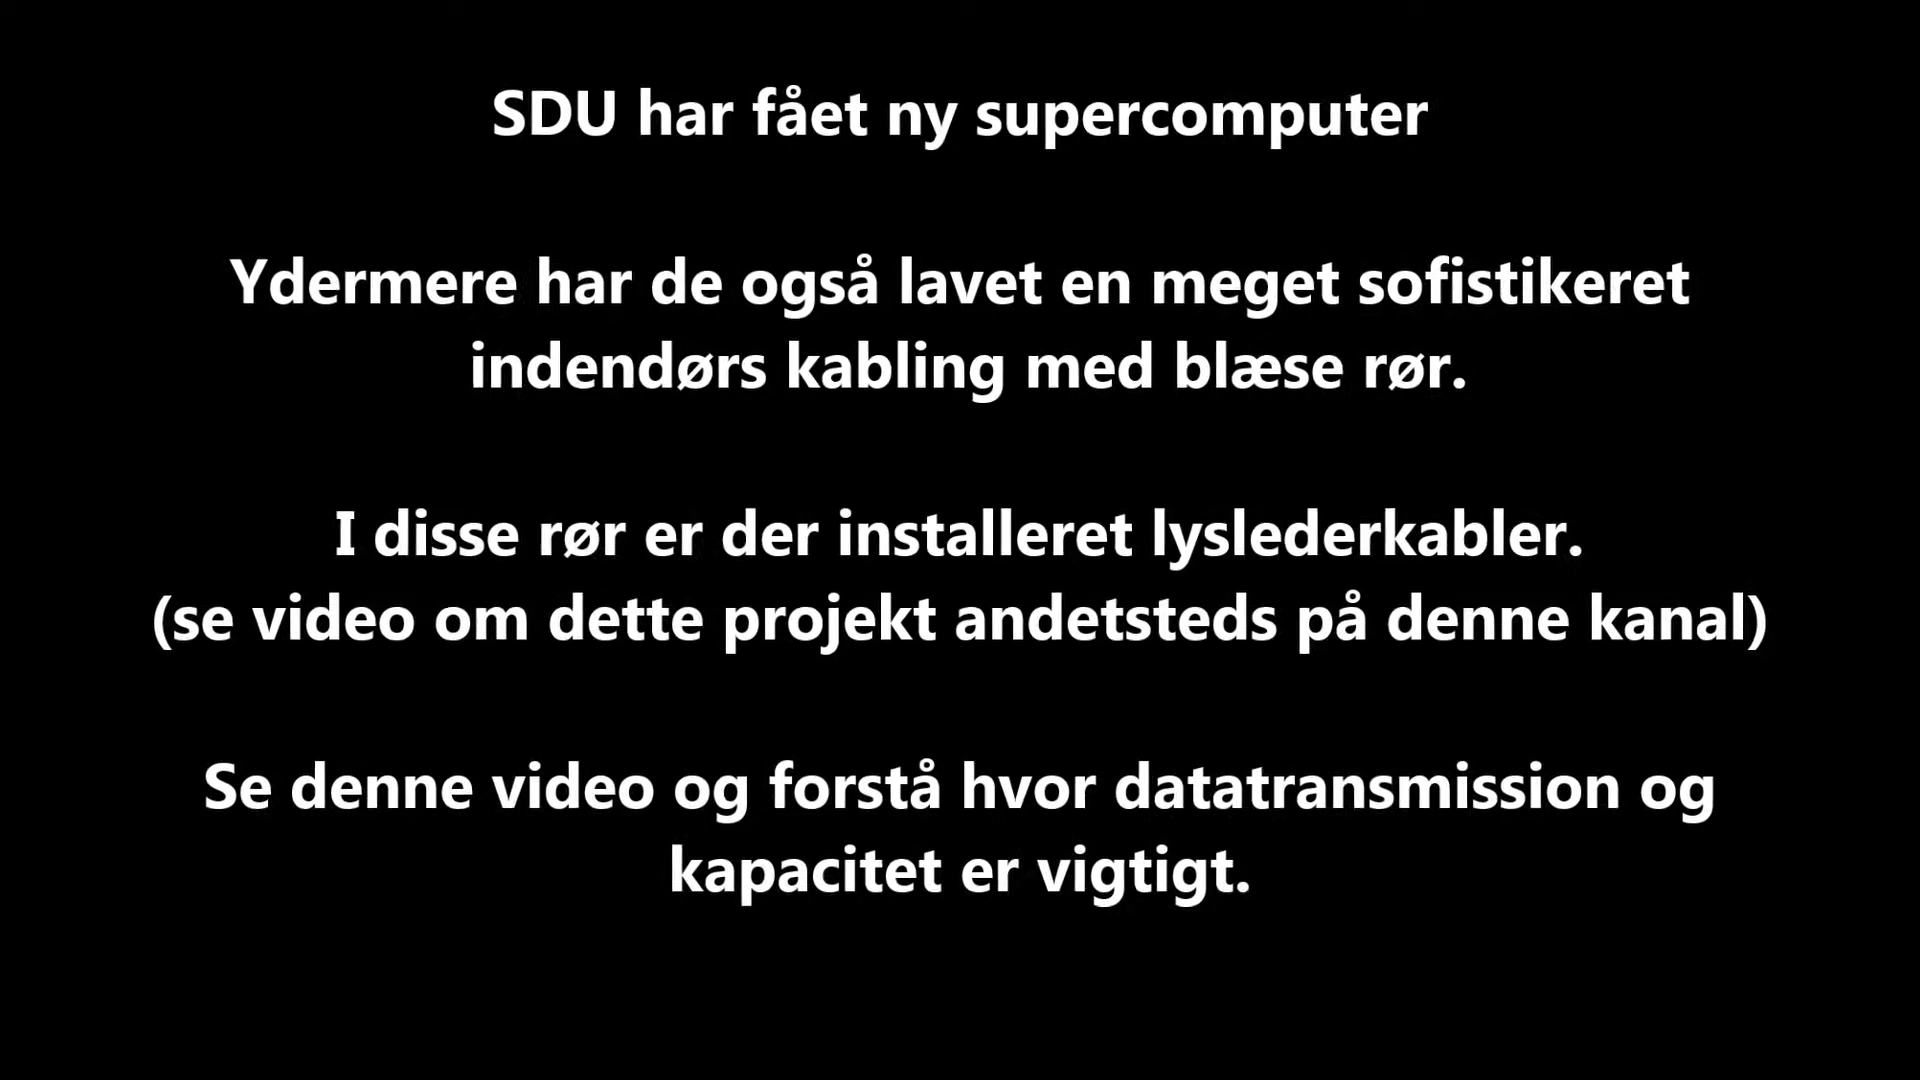 SDU har fået ny supercomputer
Ydermere har de også lavet en meget sofistikeret
indendørs kabling med blæse rør.
I disse rør er der installeret lyslederkabler.
(se video om dette projekt andetsteds på denne kanal)
Se denne video og forstå hvor datatransmission og
kapacitet er vigtigt.